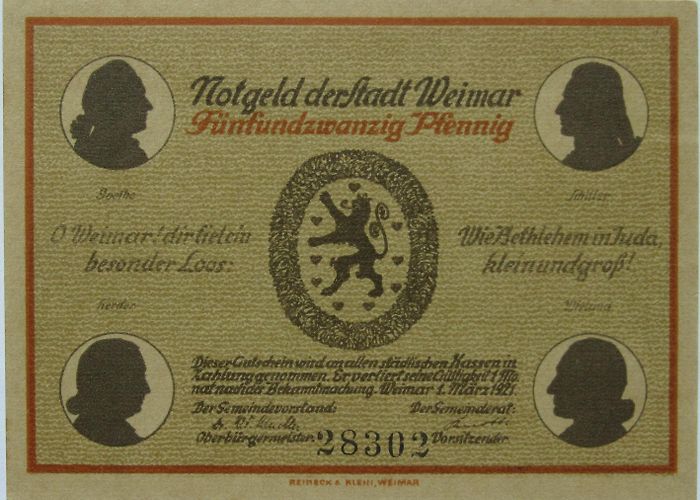 Notgeld der Stadt Weimar
Fünfundzwanzig Pfennig
Goethe
Schiller
O Weimar! dir fiel ein
besonder Loos:
Wie Bethlehem in Juda,
klein und groß!
Herder
Wieland
Dieser Gutschein wird an allen städtischen Kassen in
Zahlung genommen. Er verliert seine Gültigkeit 1 Mo
nat nach der Bekanntmachung. Weimar 1. März 1921.
Der Gemeindevorstand:
Der Gemeinderat:
Oberbürgermeister.
28302
Vorsitzender
REINECK & KLEIN, WEIMAR